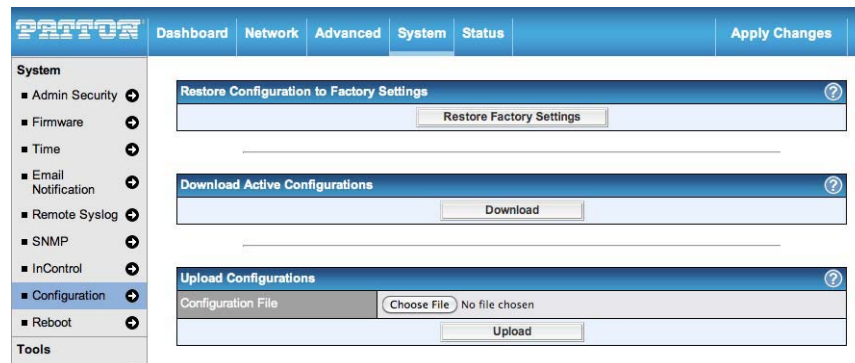 PATTON
Dashboard Network Advanced System Status Apply Changes
System
Admin Security
Firmware
Time
Email
Notification
Remote Syslog
SNMP
InControl
Configuration
Reboot
Tools
Restore Configuration to Factory Settings ?
Restore Factory Settings
Download Active Configurations ?
Download
Upload Configurations ?
Configuration File Choose File No file chosen
Upload